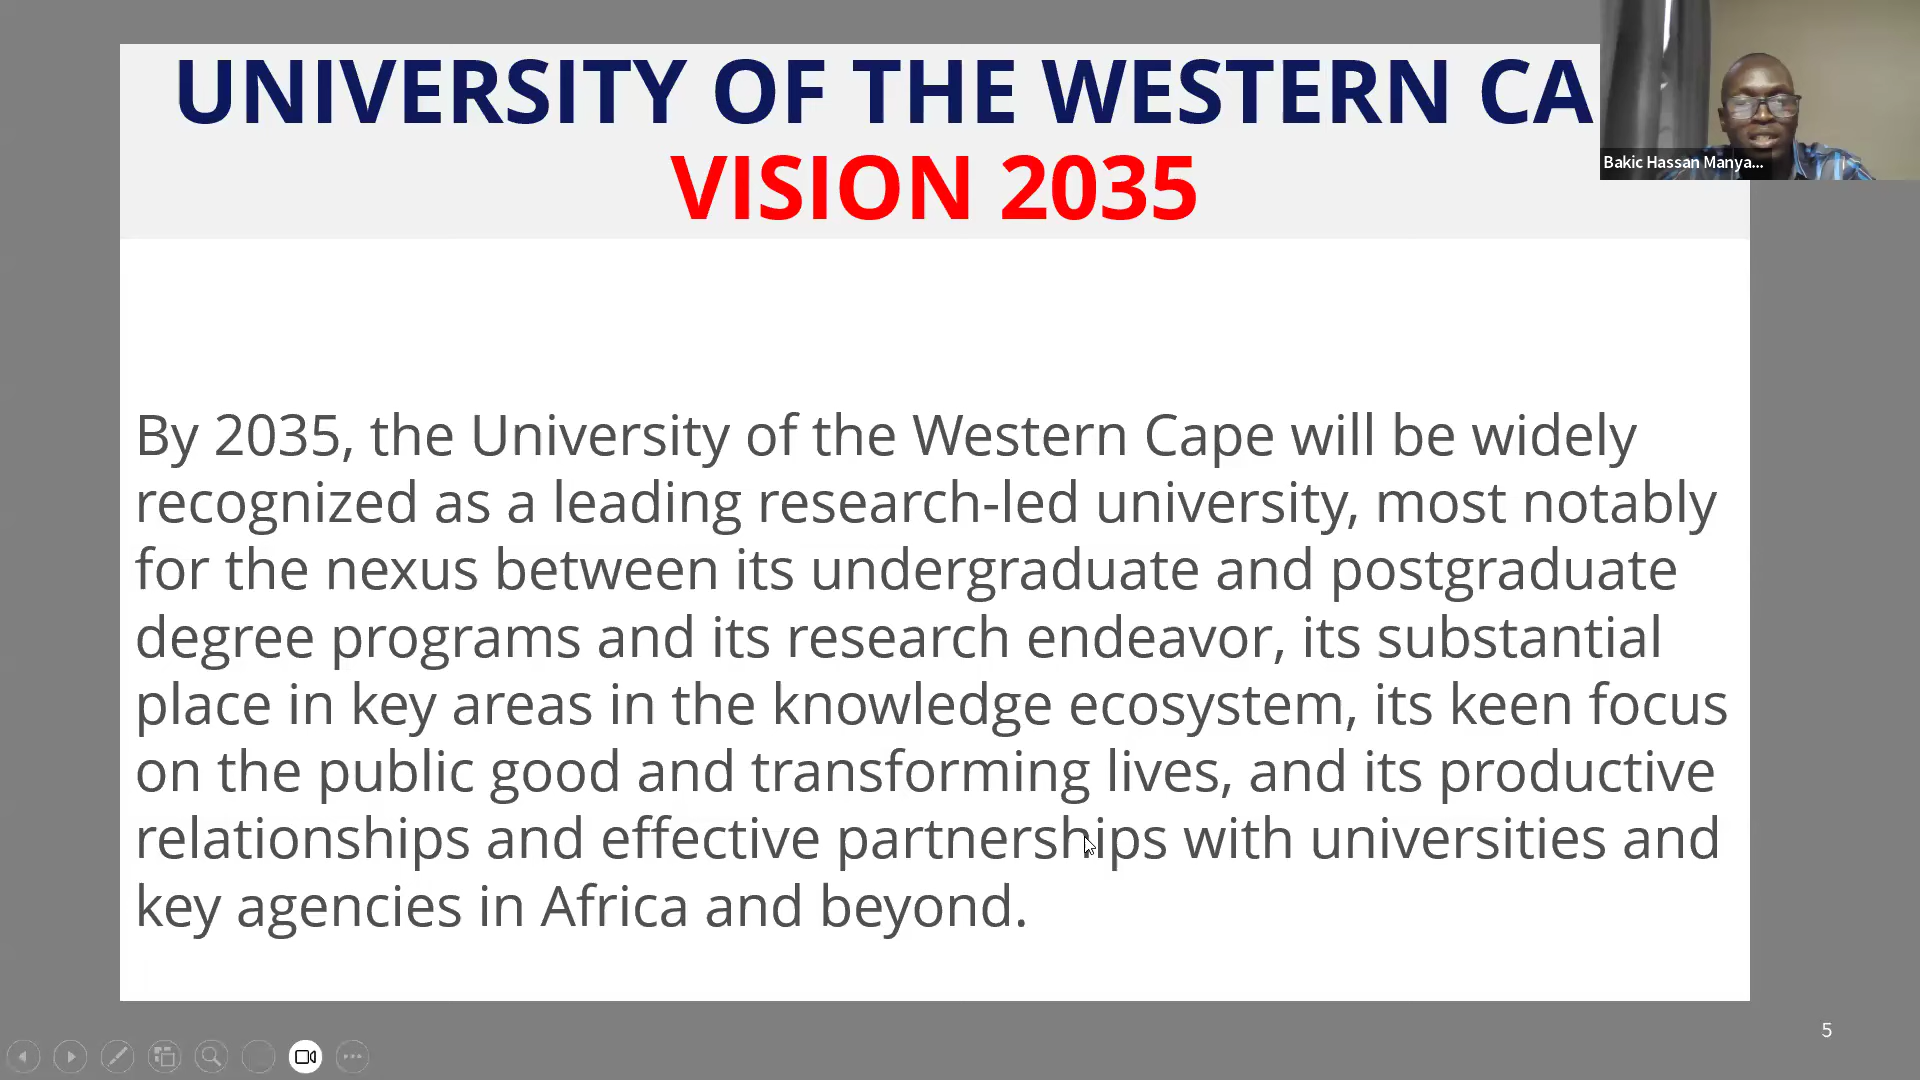 UNIVERSITY OF THE WESTERN CA
VISION 2035
Bakic Hassan Manya...
By 2035, the University of the Western Cape will be widely
recognized as a leading research-led university, most notably
for the nexus between its undergraduate and postgraduate
degree programs and its research endeavor, its substantial
place in key areas in the knowledge ecosystem, its keen focus
on the public good and transforming lives, and its productive
relationships and effective partnerships with universities and
key agencies in Africa and beyond.
5